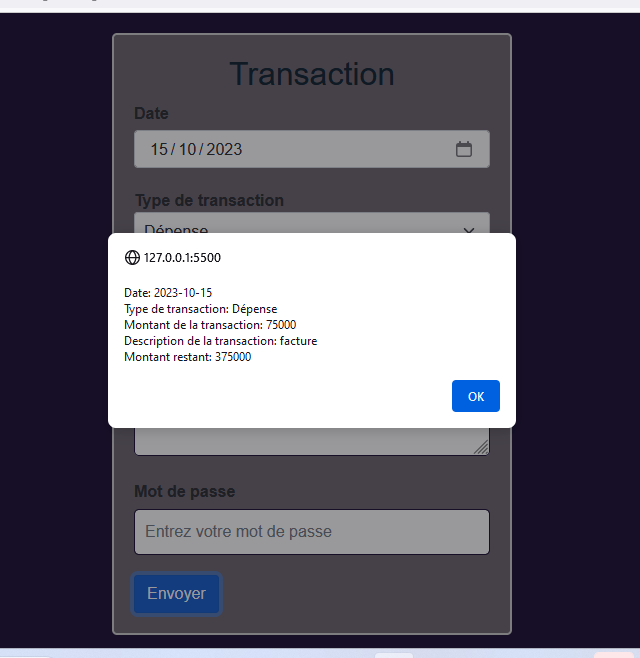 Transaction
Date
15/10/2023
Type de transaction
Dépense
127.0.0.1:5500
Date: 2023-10-15
Type de transaction: Dépense
Montant de la transaction: 75000
Description de la transaction: facture
Montant restant: 375000
OK
Mot de passe
Entrez votre mot de passe
Envoyer